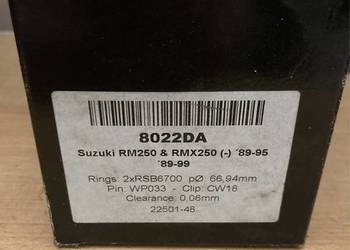 8022DA
Suzuki RM250 & RMX250 (-) ´89-95
´89-99
Rings: 2xRSB6700 pØ: 66,94mm
Pin: WP033 - Clip: CW18
Clearance: 0,06mm
22501-46